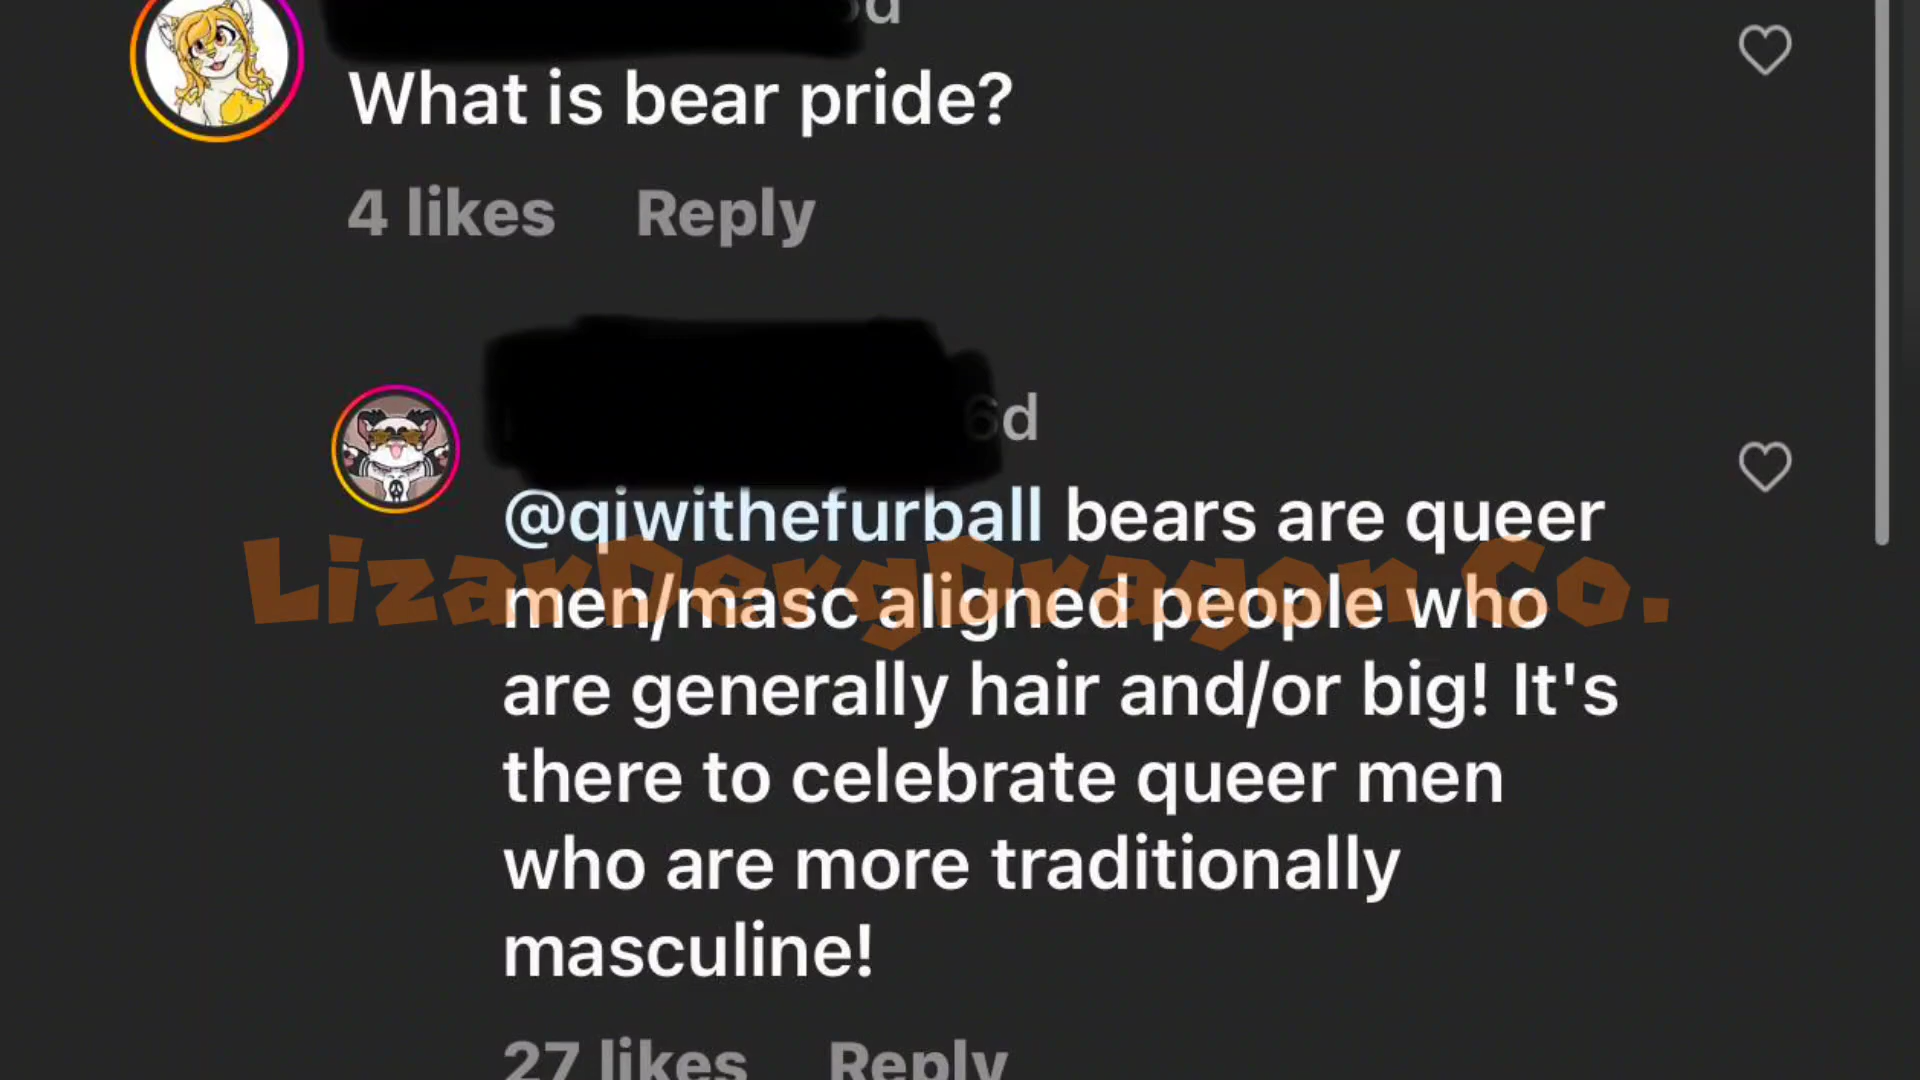 d
What is bear pride?
4 likes Reply
6d
@qiwithefurball bears are queer
LizarDergDragon Co.
men/masc aligned people who
are generally hair and/or big! It's
there to celebrate queer men
who are more traditionally
masculine!
27 likes Reply